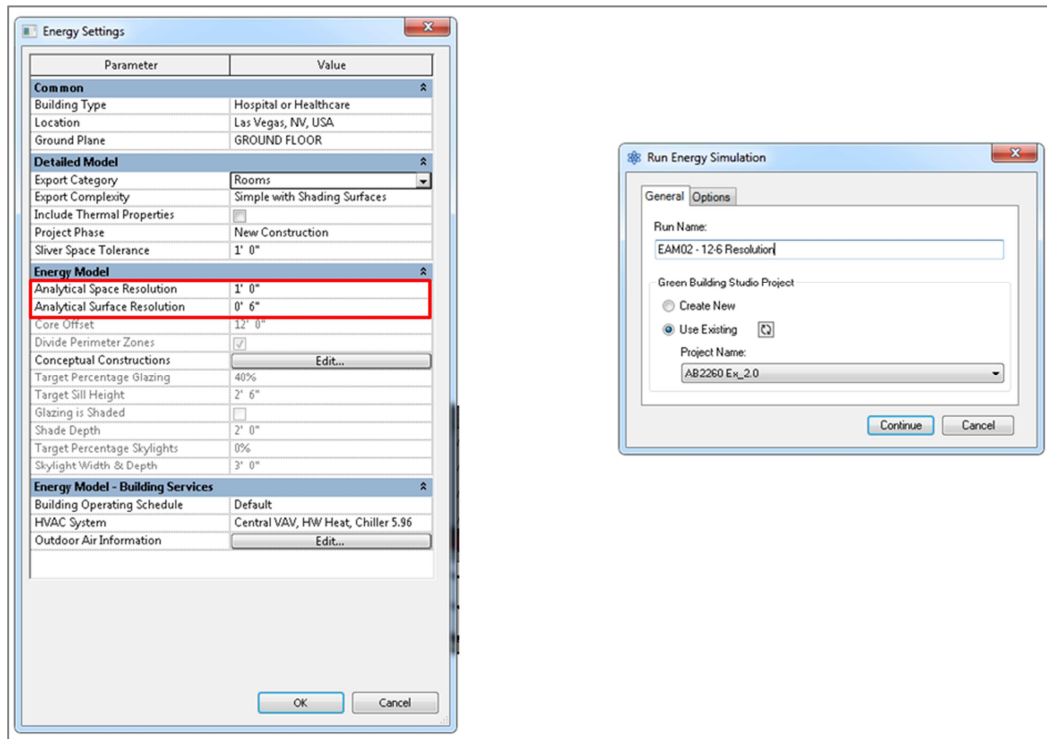 Energy Settings
Parameter Value
Common
Building Type Hospital or Healthcare
Location Las Vegas, NV, USA
Ground Plane GROUND FLOOR
Detailed Model
Export Category Rooms
Export Complexity Simple with Shading Surfaces
Include Thermal Properties
Project Phase New Construction
Sliver Space Tolerance 1' 0"
Energy Model
Analytical Space Resolution 1' 0"
Analytical Surface Resolution 0' 6"
Core Offset 12' 0"
Divide Perimeter Zones
Conceptual Constructions Edit...
Target Percentage Glazing 40%
Target Sill Height 2' 6"
Glazing is Shaded
Shade Depth 2' 0"
Target Percentage Skylights 0%
Skylight Width & Depth 3' 0"
Energy Model - Building Services
Building Operating Schedule Default
HVAC System Central VAV, HW Heat, Chiller 5.96
Outdoor Air Information Edit...
OK Cancel
Run Energy Simulation
General Options
Run Name:
EAM02 - 12-6 Resolution
Green Building Studio Project
Create New
Use Existing
Project Name:
AB2260 Ex_2.0
Continue Cancel